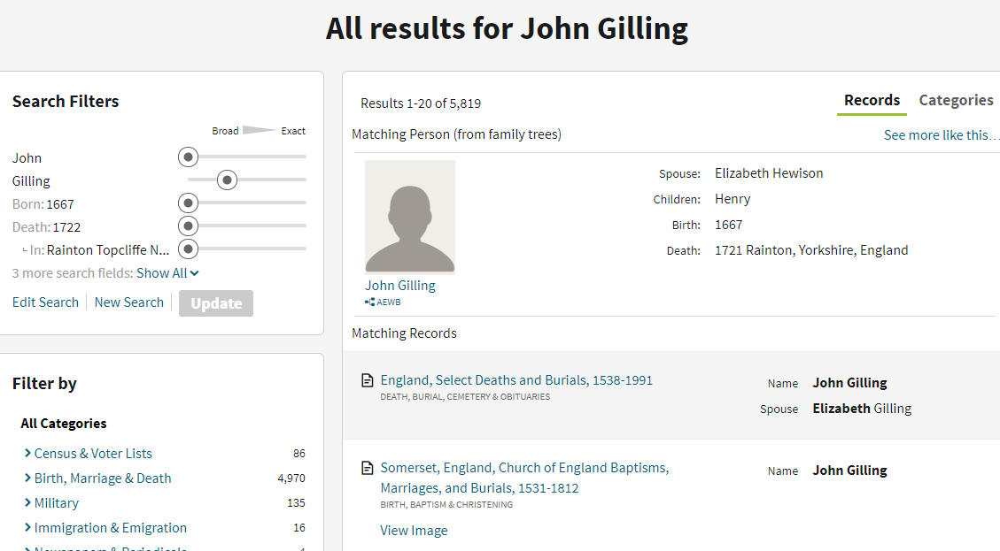 All results for John Gilling
Search Filters
Broad Exact
John
Gilling
Born: 1667
Death: 1722
In: Rainton Topcliffe N...
3 more search fields: Show All
Edit Search New Search Update
Filter by
All Categories
Census & Voter Lists 86
Birth, Marriage & Death 4,970
Military 135
Immigration & Emigration 16
Newspapers & Periodicals 4
Results 1-20 of 5,819
Records Categories
Matching Person (from family trees)
See more like this...
Spouse: Elizabeth Hewison
Children: Henry
Birth: 1667
Death: 1721 Rainton, Yorkshire, England
John Gilling
AEWB
Matching Records
England, Select Deaths and Burials, 1538-1991
DEATH, BURIAL, CEMETERY & OBITUARIES
Name John Gilling
Spouse Elizabeth Gilling
Somerset, England, Church of England Baptisms,
Marriages, and Burials, 1531-1812
BIRTH, BAPTISM & CHRISTENING
Name John Gilling
View Image